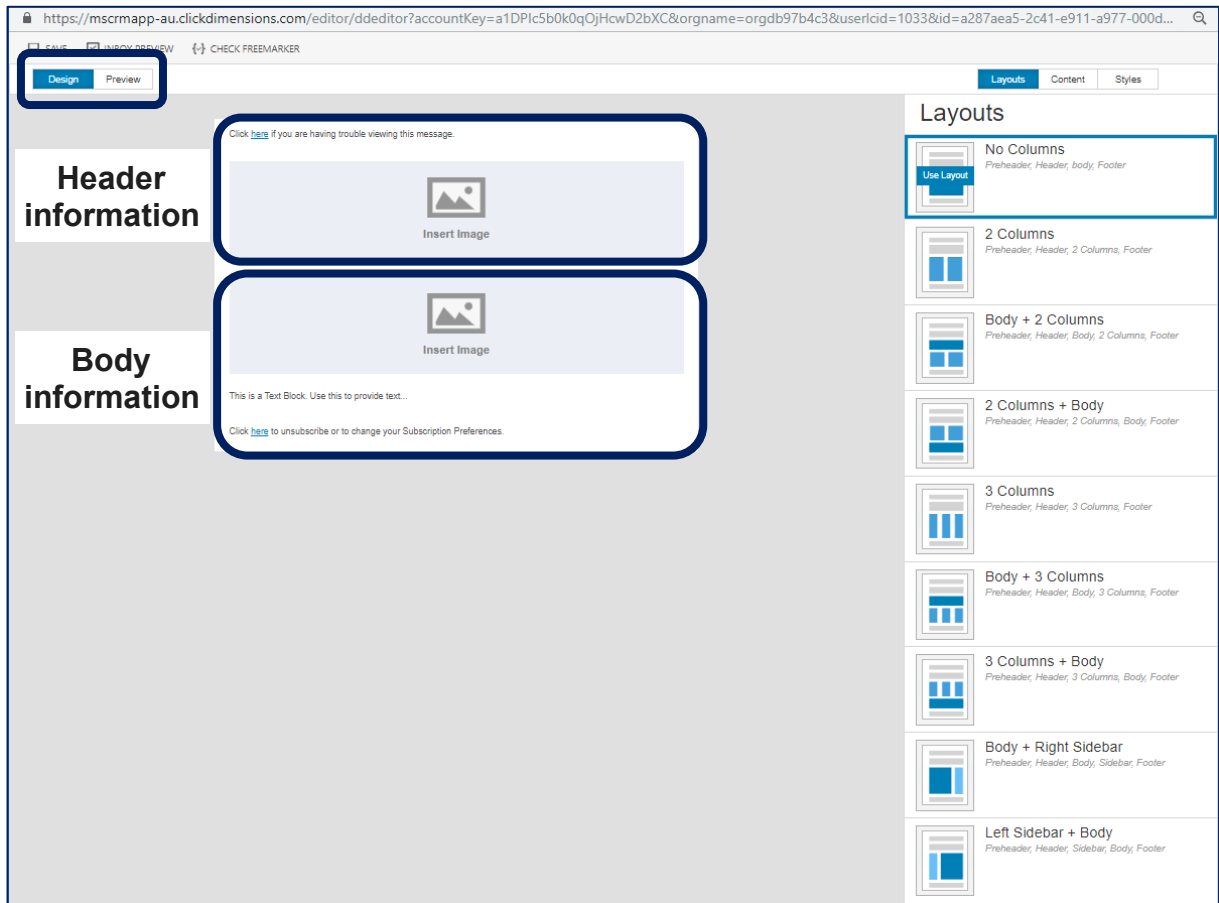 https://mscrmapp-au.clickdimensions.com/editor/ddeditor?accountKey=a1DPIc5b0k0qOjHcwD2bXC&orgname=orgdb97b4c3&userlcid=1033&id=a287aea5-2c41-e911-a977-000d...
SAVE INBOX PREVIEW {-} CHECK FREEMARKER
Design Preview
Layouts Content Styles
Layouts
Click here if you are having trouble viewing this message.
Header
information
Insert Image
Insert Image
Body
information
This is a Text Block. Use this to provide text...
Click here to unsubscribe or to change your Subscription Preferences.
Use Layout
No Columns
Preheader, Header, body, Footer
2 Columns
Preheader, Header, 2 Columns, Footer
Body + 2 Columns
Preheader, Header, Body, 2 Columns, Footer
2 Columns + Body
Preheader, Header, 2 Columns, Body, Footer
3 Columns
Preheader, Header, 3 Columns, Footer
Body + 3 Columns
Preheader, Header, Body, 3 Columns, Footer
3 Columns + Body
Preheader, Header, 3 Columns, Body, Footer
Body + Right Sidebar
Preheader, Header, Body, Sidebar, Footer
Left Sidebar + Body
Preheader, Header, Sidebar, Body, Footer